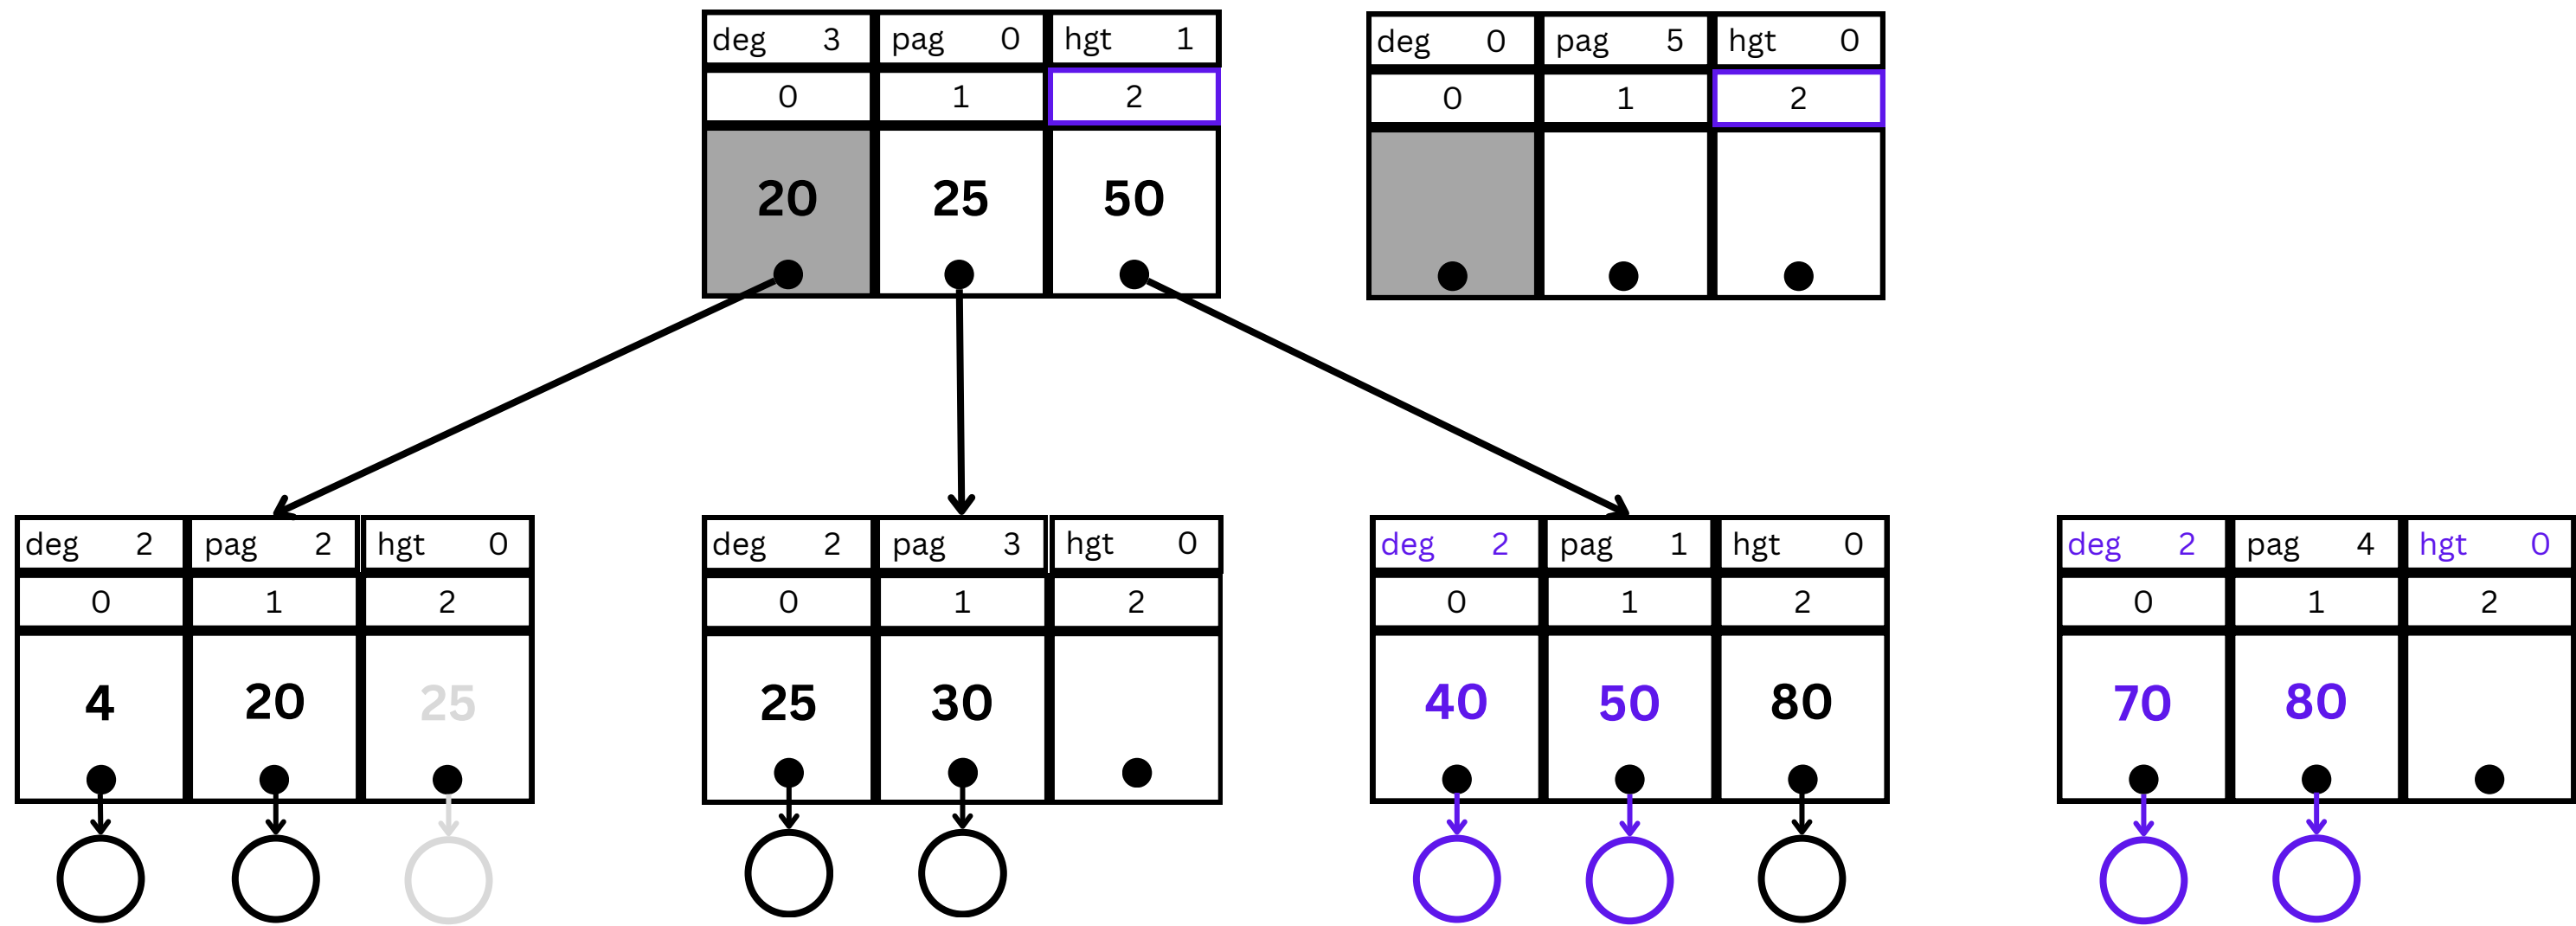 deg 3 pag 0 hgt 1
0 1 2
20 25 50
deg 0 pag 5 hgt 0
0 1 2
deg 2 pag 2 hgt 0
0 1 2
4 20 25
deg 2 pag 3 hgt 0
0 1 2
25 30
deg 2 pag 1 hgt 0
0 1 2
40 50 80
deg 2 pag 4 hgt 0
0 1 2
70 80